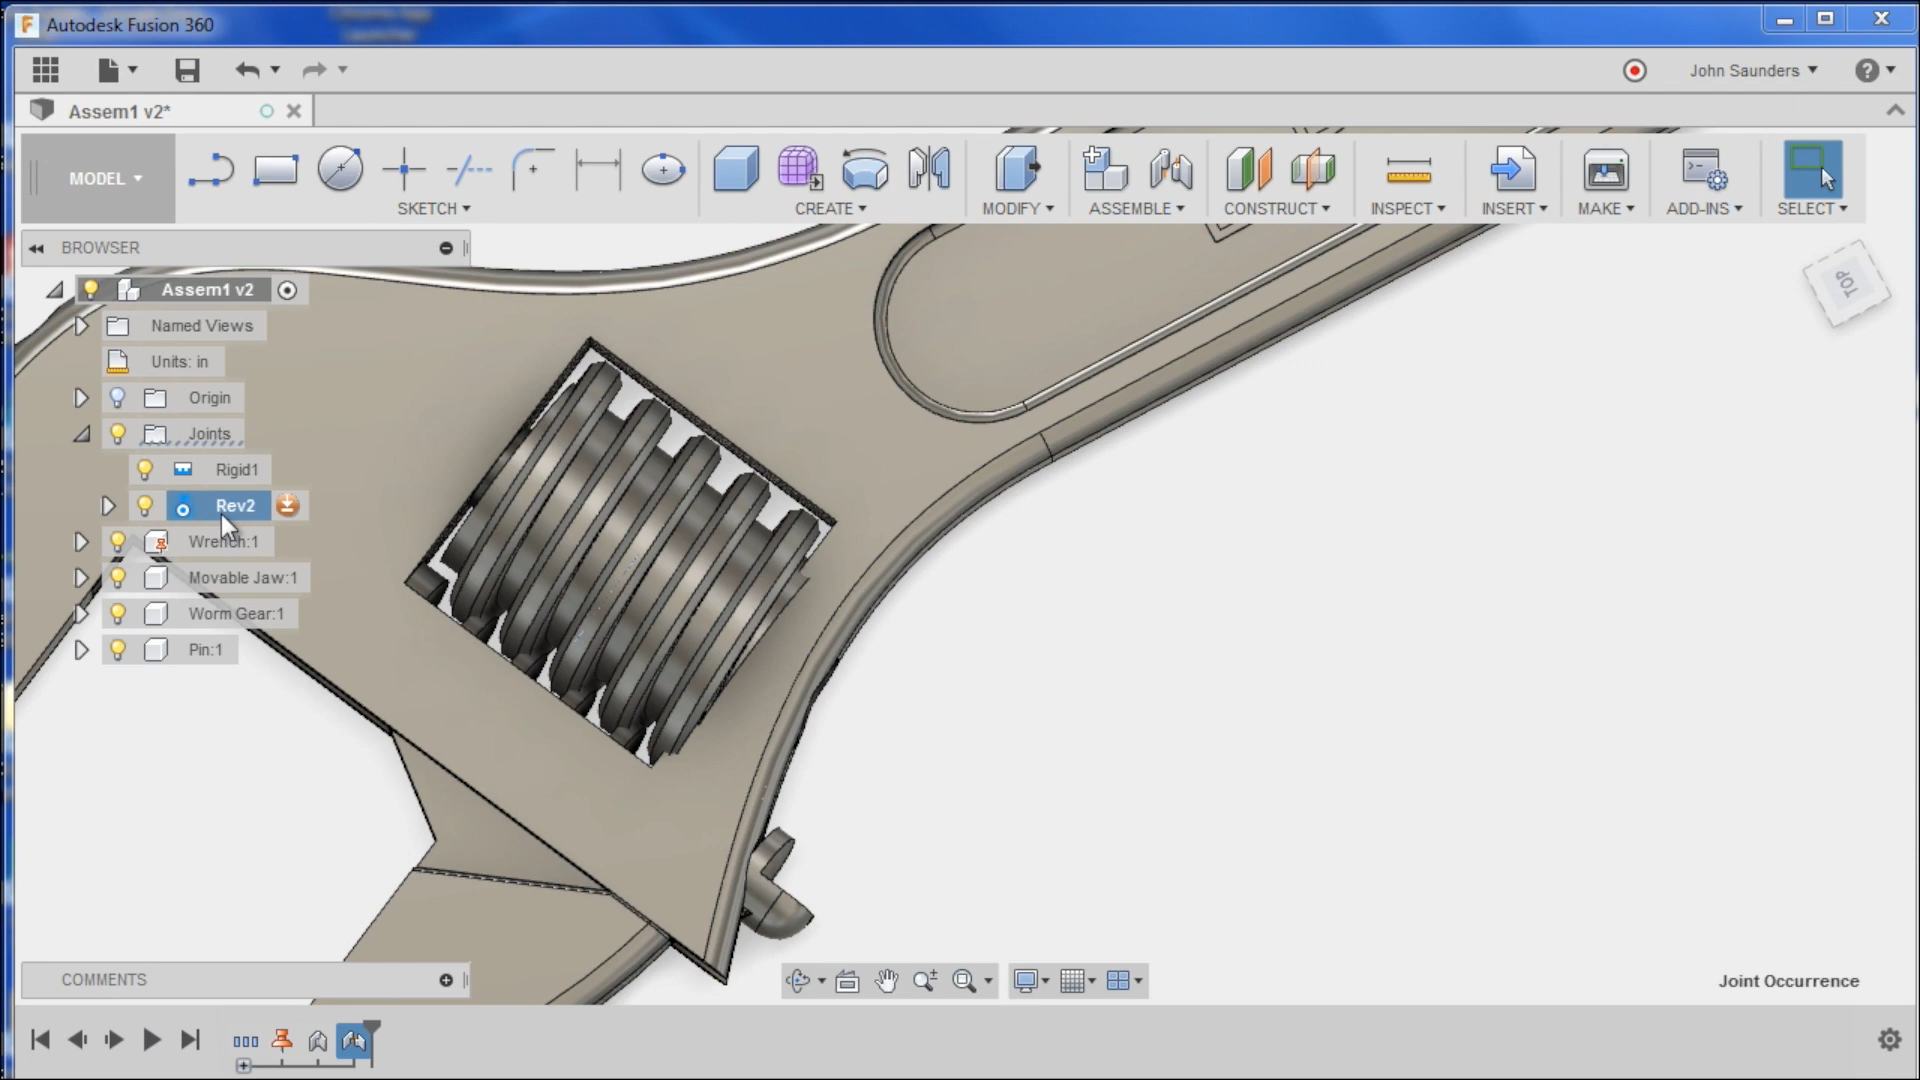 Autodesk Fusion 360
John Saunders
Assem1 v2*
MODEL
SKETCH
CREATE
MODIFY
ASSEMBLE
CONSTRUCT
INSPECT
INSERT
MAKE
ADD-INS
SELECT
BROWSER
TOP
Assem1 v2
Named Views
Units: in
Origin
Joints
Rigid1
Rev2
Wrench:1
Movable Jaw:1
Worm Gear:1
Pin:1
COMMENTS
Joint Occurrence